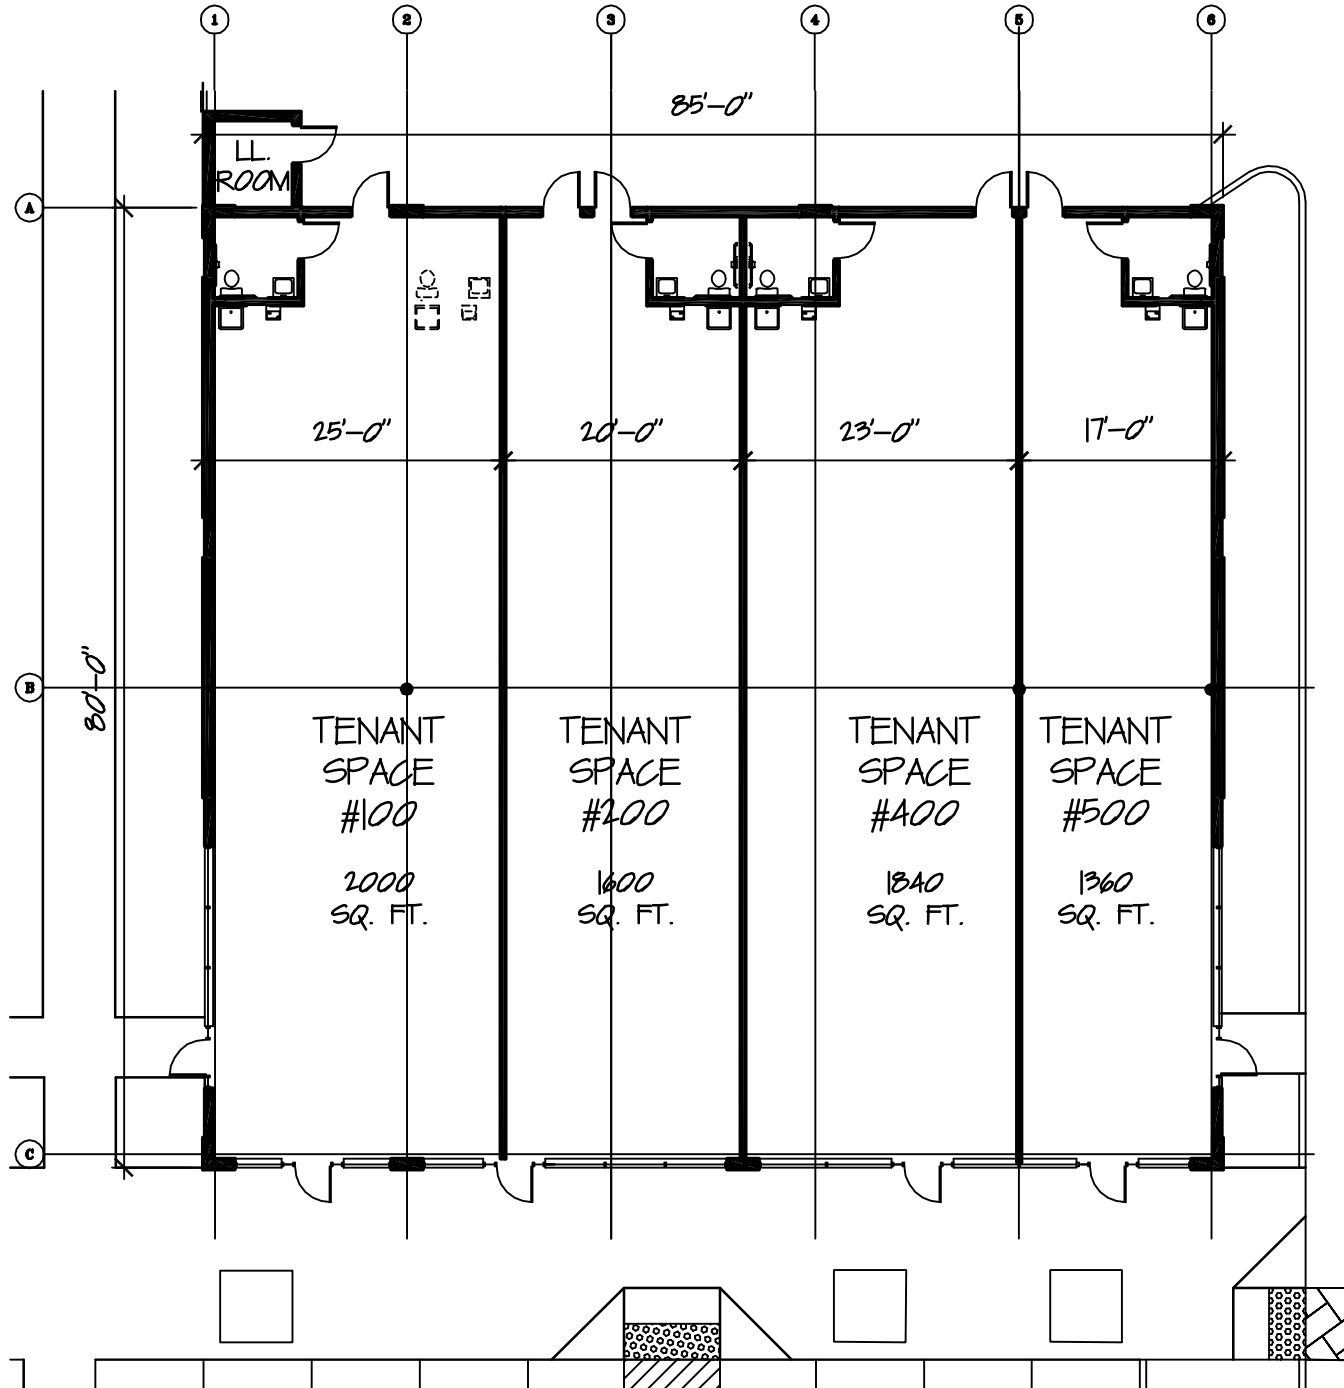 1 2 3 4 5 6
85'-0"
LL.
ROOM
A
25'-0" 20'-0" 23'-0" 17'-0"
80'-0"
B
TENANT
SPACE
#100
2000
SQ. FT.
TENANT
SPACE
#200
1600
SQ. FT.
TENANT
SPACE
#400
1840
SQ. FT.
TENANT
SPACE
#500
1360
SQ. FT.
C